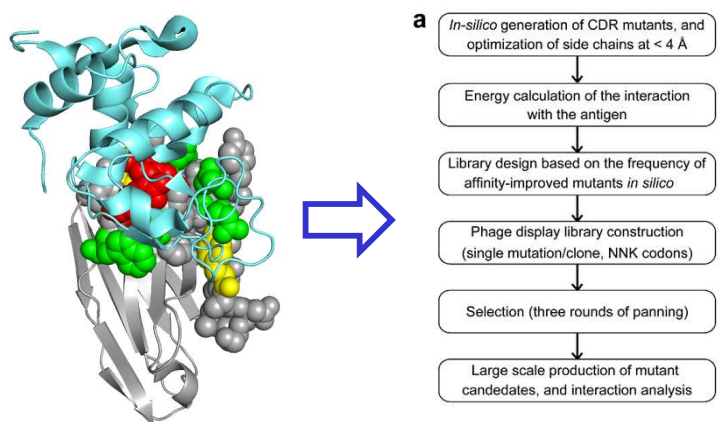 a
In-silico generation of CDR mutants, and
optimization of side chains at < 4 Å
Energy calculation of the interaction
with the antigen
Library design based on the frequency of
affinity-improved mutants in silico
Phage display library construction
(single mutation/clone, NNK codons)
Selection (three rounds of panning)
Large scale production of mutant
candedates, and interaction analysis